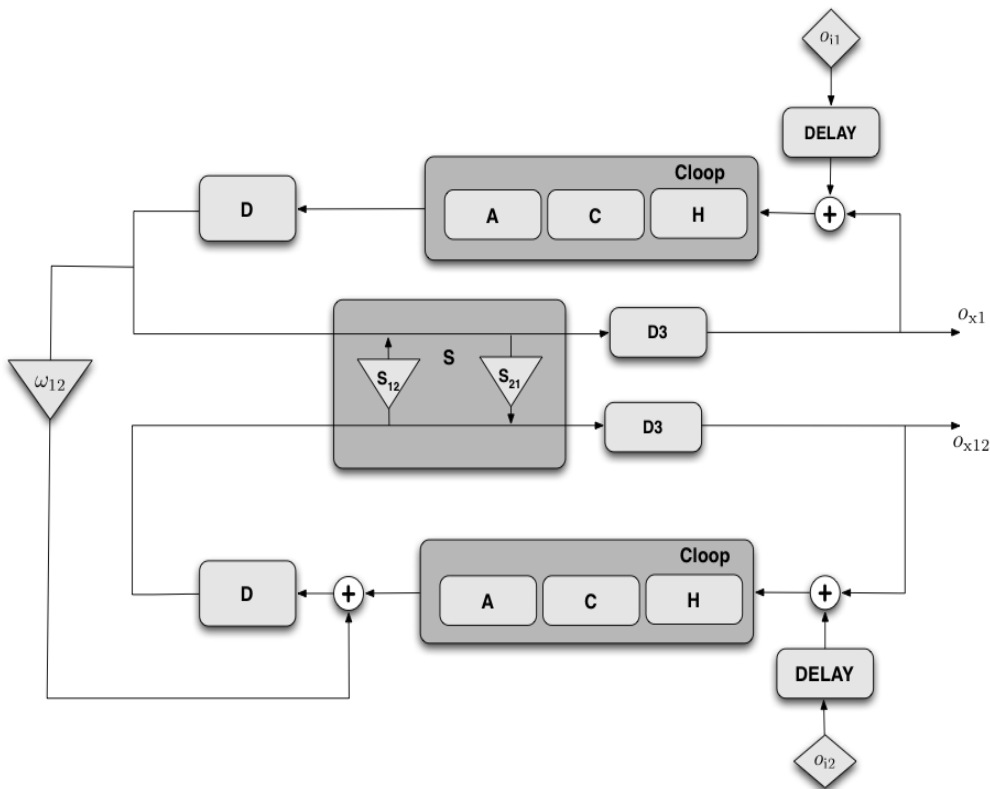 o_i1
DELAY
Cloop
D
A C H
+
o_x1
D3
S
ω_12
S_12
S_21
D3
o_x12
Cloop
D
+
A C H
+
DELAY
o_i2